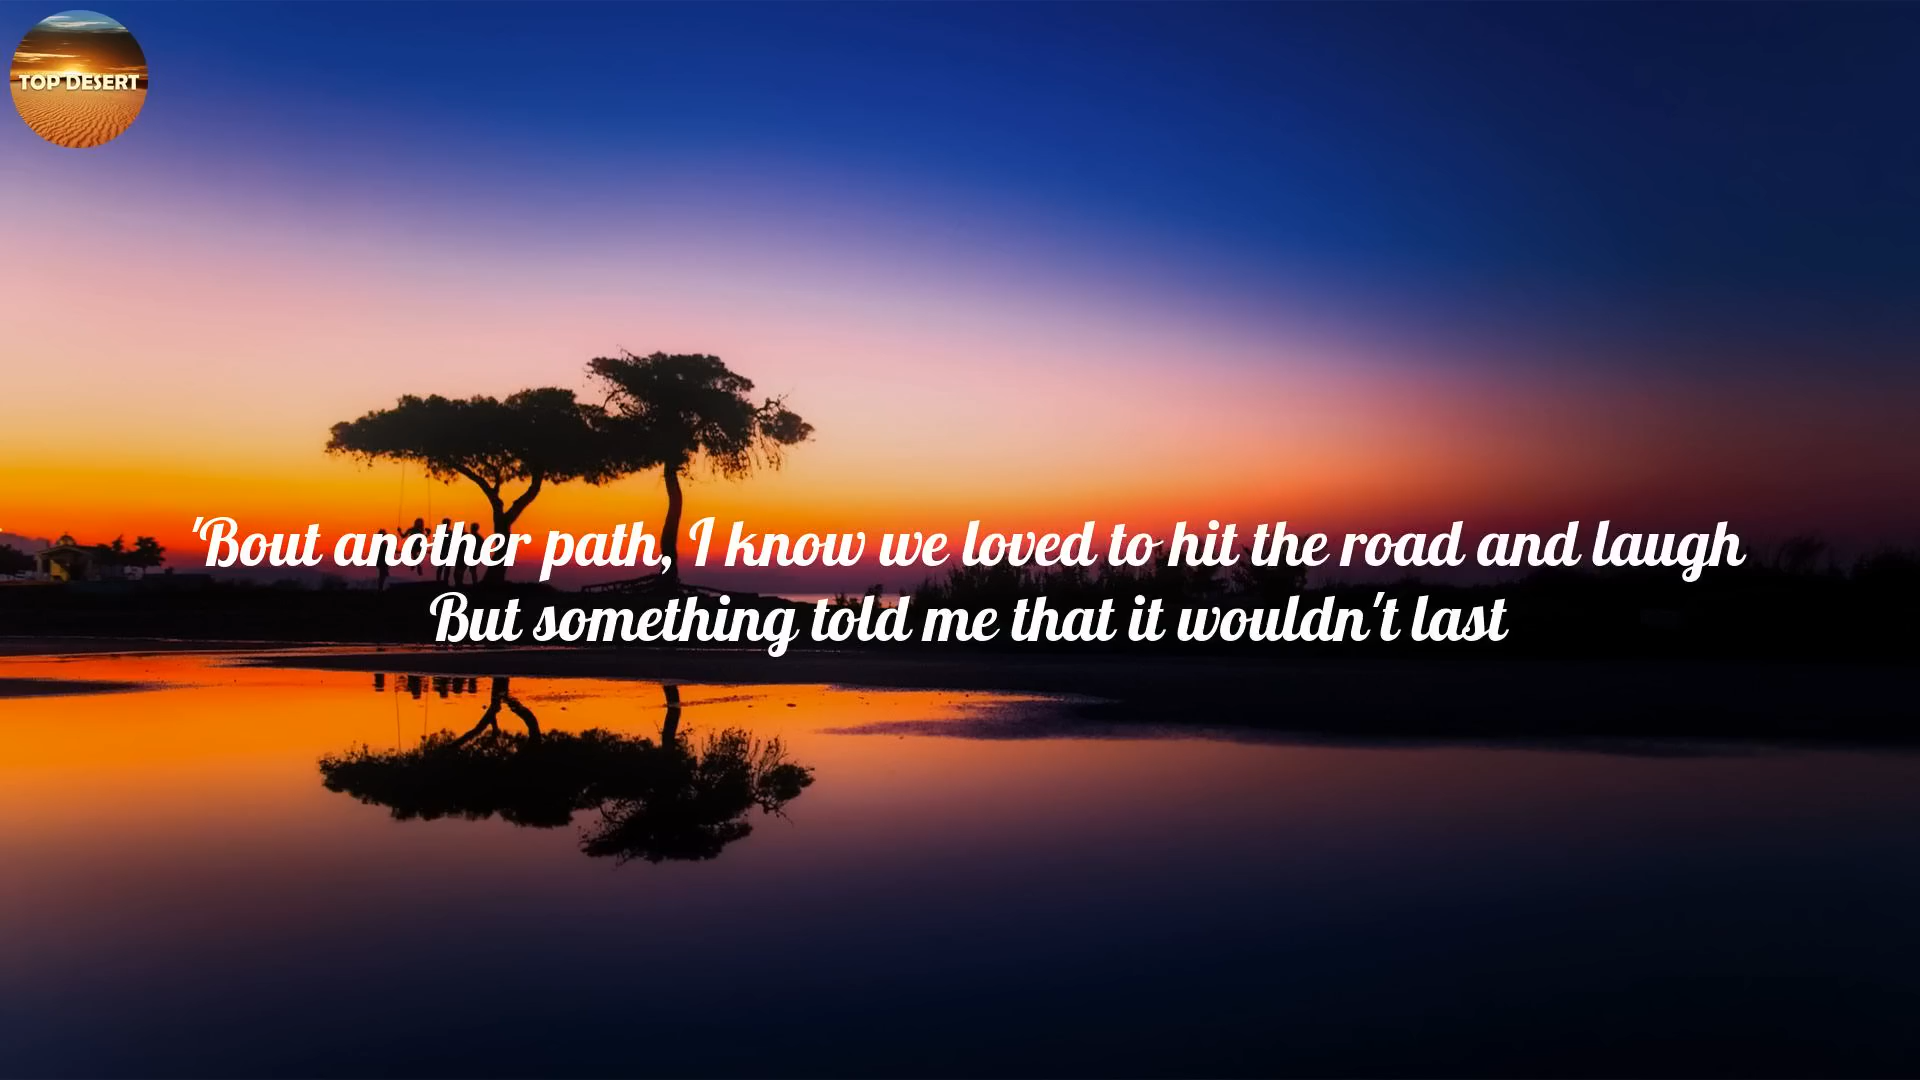 TOP DESERT
'Bout another path, I know we loved to hit the road and laugh
But something told me that it wouldn't last